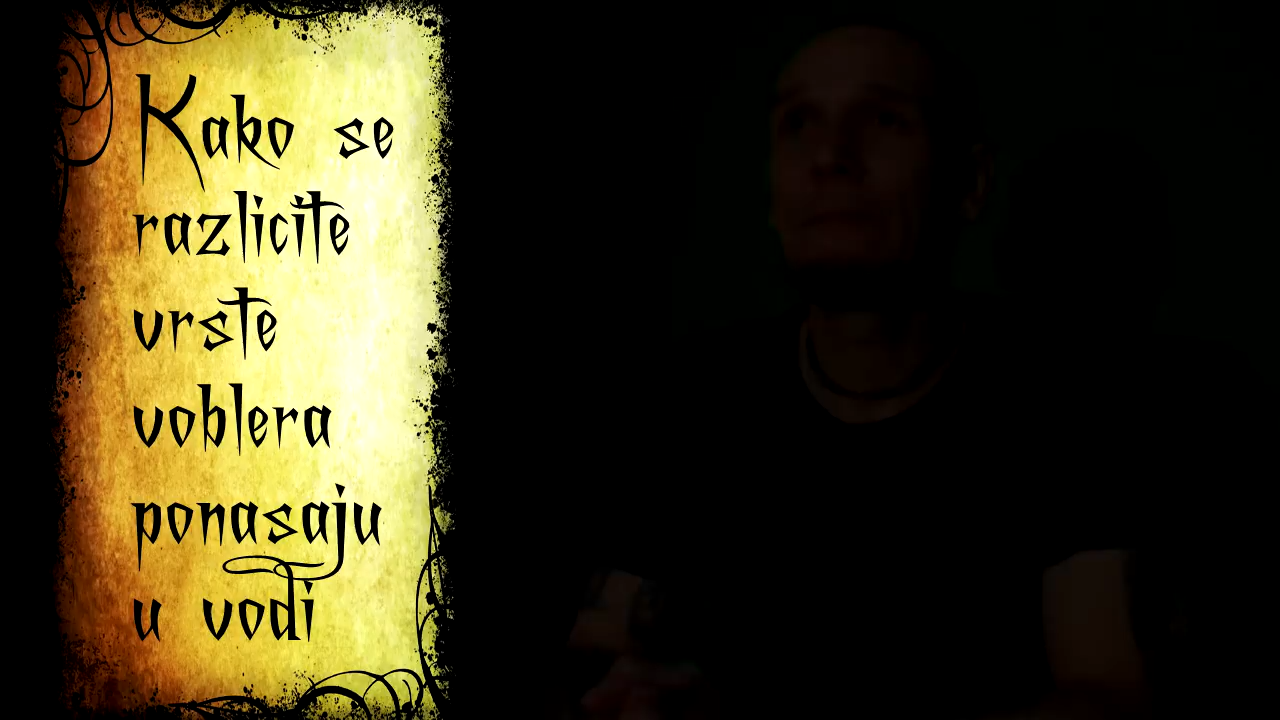 Kako se
razlicite
vrste
voblera
ponasaju
u vodi